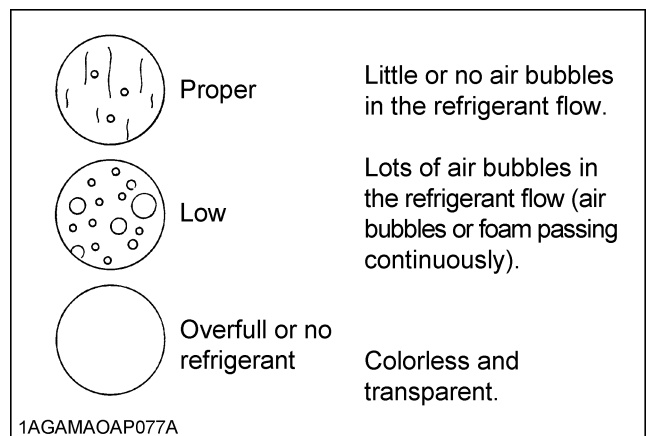 Proper
Little or no air bubbles
in the refrigerant flow.
Low
Lots of air bubbles in
the refrigerant flow (air
bubbles or foam passing
continuously).
Overfull or no
refrigerant
Colorless and
transparent.
1AGAMAOAP077A